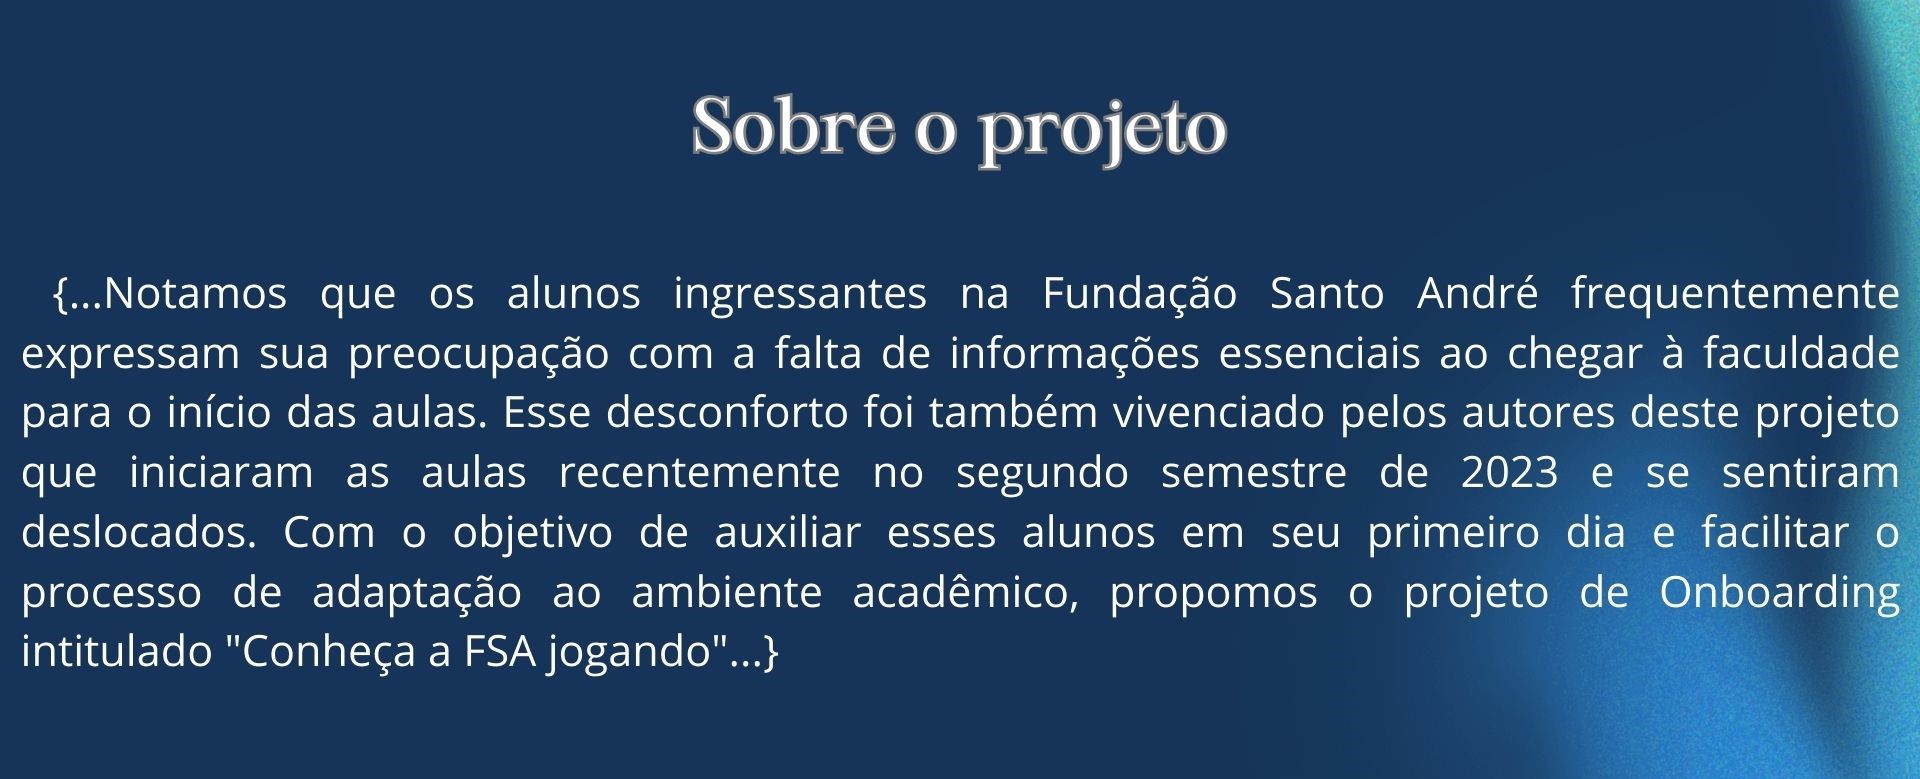 Sobre o projeto
{...Notamos que os alunos ingressantes na Fundação Santo André frequentemente
expressam sua preocupação com a falta de informações essenciais ao chegar à faculdade
para o início das aulas. Esse desconforto foi também vivenciado pelos autores deste projeto
que iniciaram as aulas recentemente no segundo semestre de 2023 e se sentiram
deslocados. Com o objetivo de auxiliar esses alunos em seu primeiro dia e facilitar o
processo de adaptação ao ambiente acadêmico, propomos o projeto de Onboarding
intitulado "Conheça a FSA jogando"...}